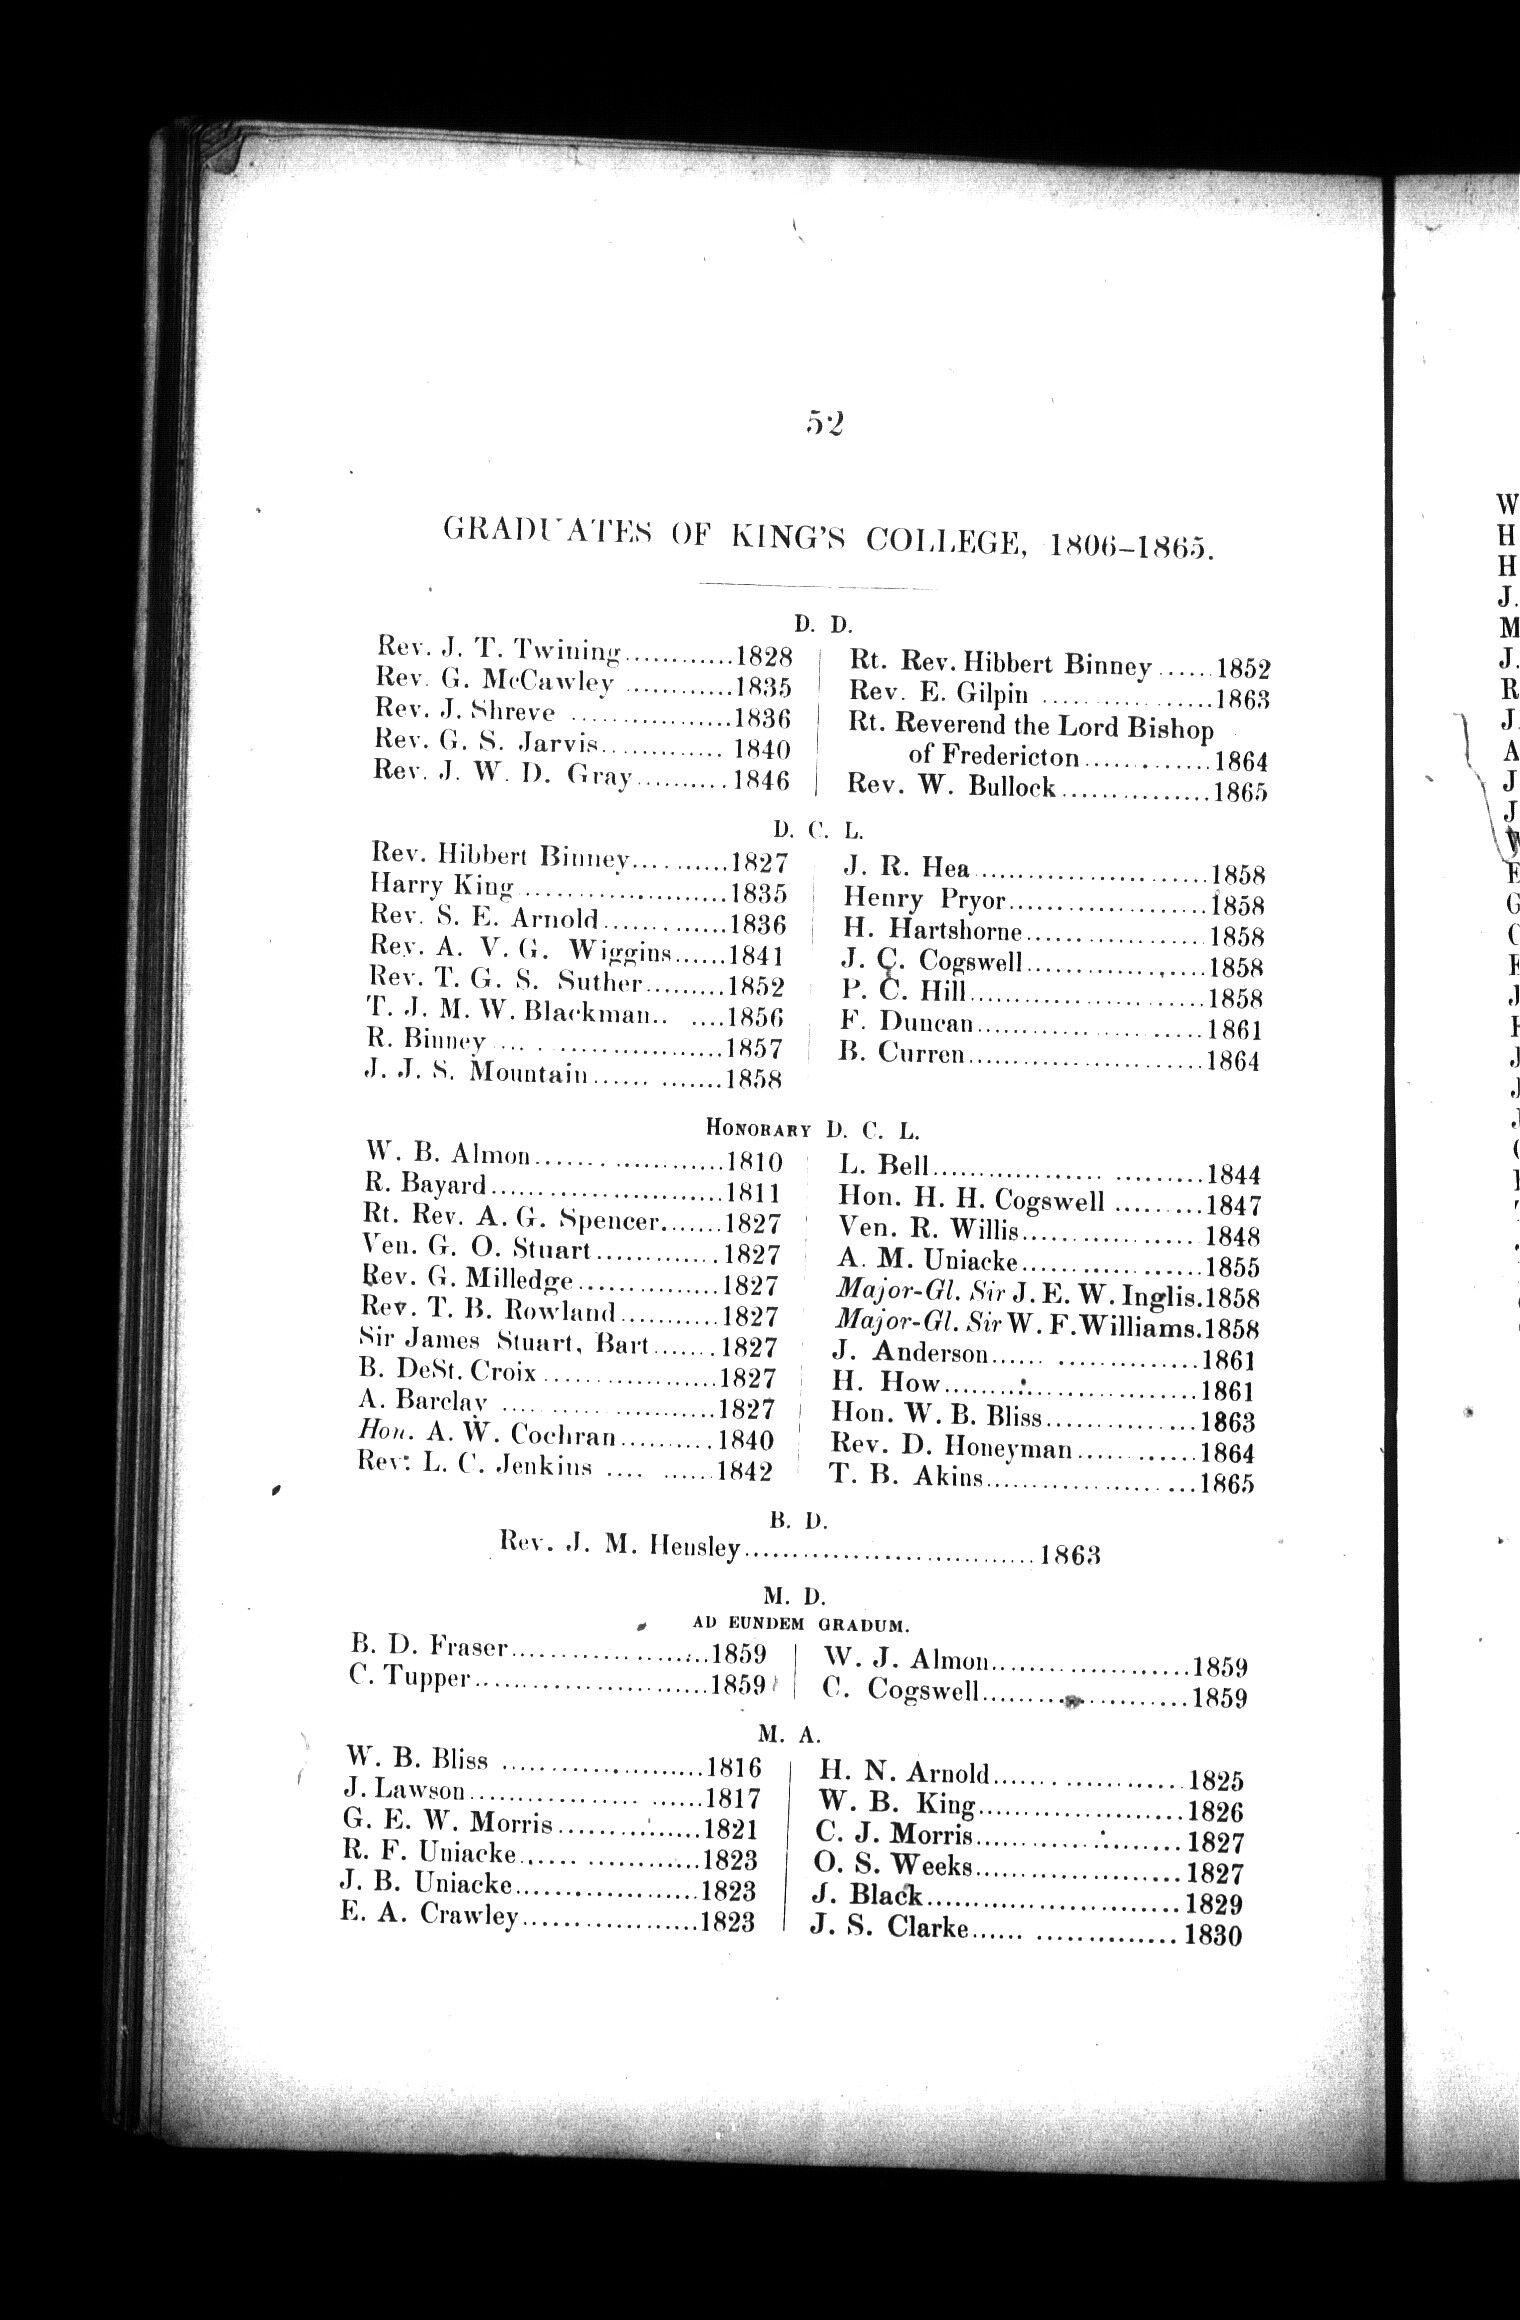 52
GRADUATES OF KING'S COLLEGE, 1806-1865.
D. D.
Rev. J. T. Twining............1828
Rev. G. McCawley ............1835
Rev. J. Shreve .................1836
Rev. G. S. Jarvis............. 1840
Rev. J. W. D. Gray..........1846
Rt. Rev. Hibbert Binney......1852
Rev. E. Gilpin ..................1863
Rt. Reverend the Lord Bishop
of Fredericton.............1864
Rev. W. Bullock................1865
D. C. L.
Rev. Hibbert Binney..........1827
Harry King .....................1835
Rev. S. E. Arnold.............1836
Rev. A. V. G. Wiggins......1841
Rev. T. G. S. Suther.........1852
T. J. M. W. Blackman.. ....1856
R. Binney ... . ..................1857
J. J. S. Mountain...... .......1858
J. R. Hea.........................1858
Henry Pryor.....................1858
H. Hartshorne...................1858
J. C. Cogswell...................1858
P. C. Hill.........................1858
F. Duncan........................1861
B. Curren.........................1864
HONORARY D. C. L.
W. B. Almon.....................1810
R. Bayard.........................1811
Rt. Rev. A. G. Spencer.......1827
Ven. G. O. Stuart.............1827
Rev. G. Milledge...............1827
Rev. T. B. Rowland...........1827
Sir James Stuart, Bart.......1827
B. DeSt. Croix..................1827
A. Barclay .......................1827
Hon. A. W. Cochran..........1840
Rev. L. C. Jenkins .... ......1842
L. Bell............................1844
Hon. H. H. Cogswell .........1847
Ven. R. Willis................. 1848
A. M. Uniacke..................1855
Major-Gl. Sir J. E. W. Inglis.1858
Major-Gl. Sir W. F. Williams.1858
J. Anderson...... ..............1861
H. How...........................1861
Hon. W. B. Bliss...............1863
Rev. D. Honeyman............1864
T. B. Akins......................1865
B. D.
Rev. J. M. Hensley..............................1863
M. D.
AD EUNDEM GRADUM.
B. D. Fraser.....................1859
C. Tupper........................1859
W. J. Almon.....................1859
C. Cogswell......................1859
M. A.
W. B. Bliss ......................1816
J. Lawson................. ......1817
G. E. W. Morris...............1821
R. F. Uniacke...... ............1823
J. B. Uniacke....................1823
E. A. Crawley...................1823
H. N. Arnold.....................1825
W. B. King.......................1826
C. J. Morris......................1827
O. S. Weeks......................1827
J. Black...........................1829
J. S. Clarke...... ...............1830
W
H
H
J.
M
J.
R
J.
A
J
J
W
E
G